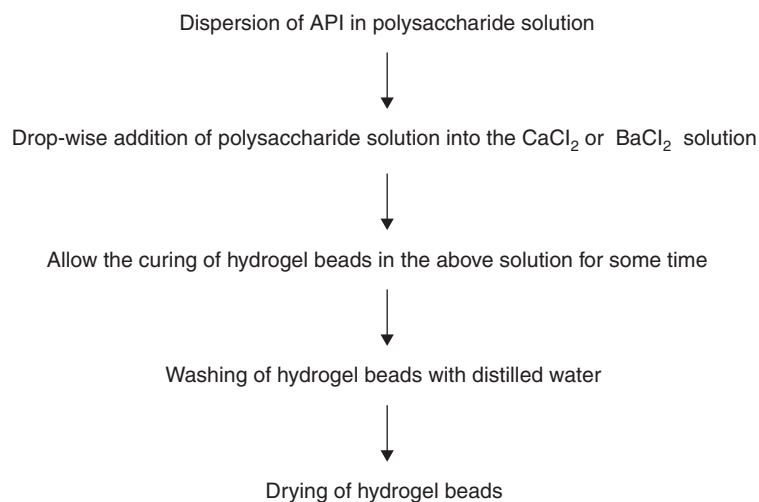 Dispersion of API in polysaccharide solution
Drop-wise addition of polysaccharide solution into the CaCl₂ or BaCl₂ solution
Allow the curing of hydrogel beads in the above solution for some time
Washing of hydrogel beads with distilled water
Drying of hydrogel beads